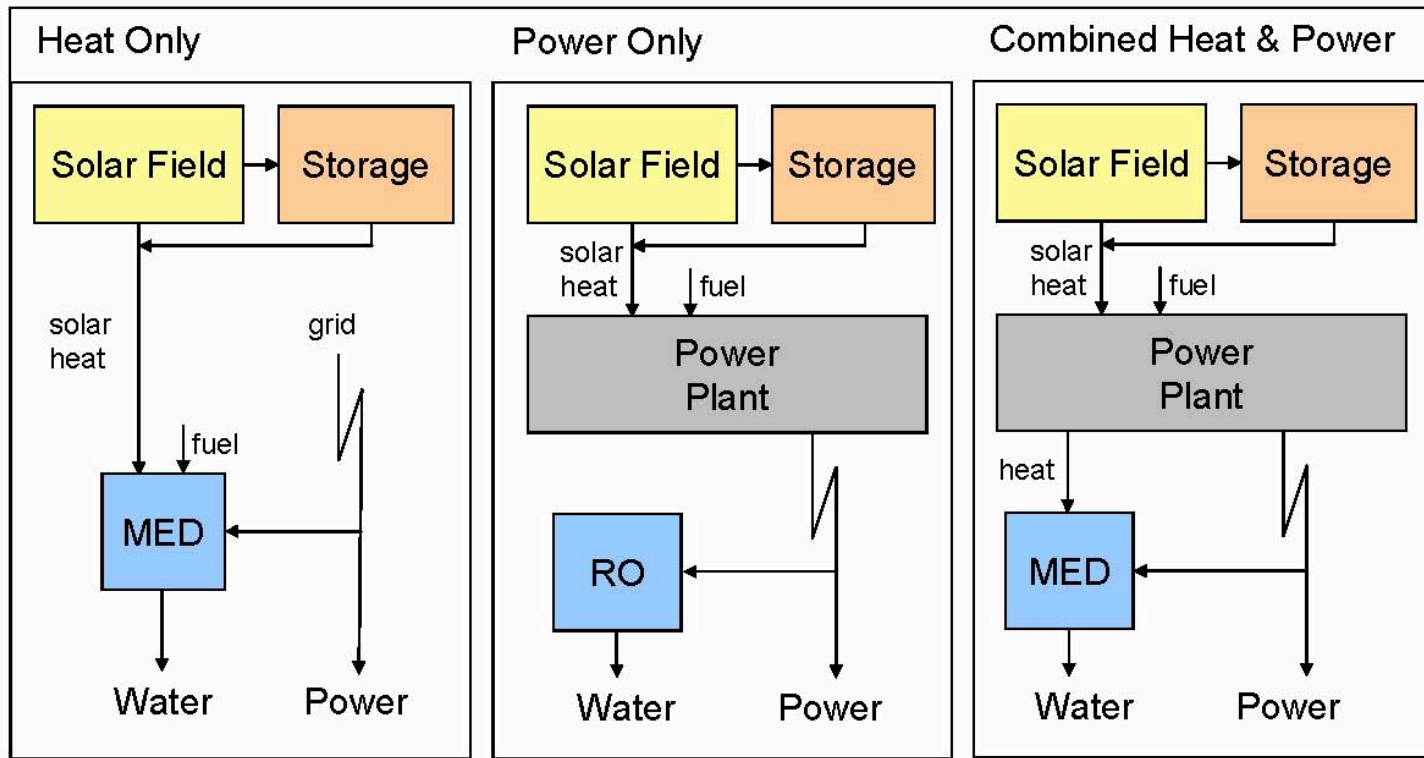 Heat Only
Solar Field
Storage
solar
heat
grid
fuel
MED
Water
Power
Power Only
Solar Field
Storage
solar
heat
fuel
Power
Plant
RO
Water
Power
Combined Heat & Power
Solar Field
Storage
solar
heat
fuel
Power
Plant
heat
MED
Water
Power